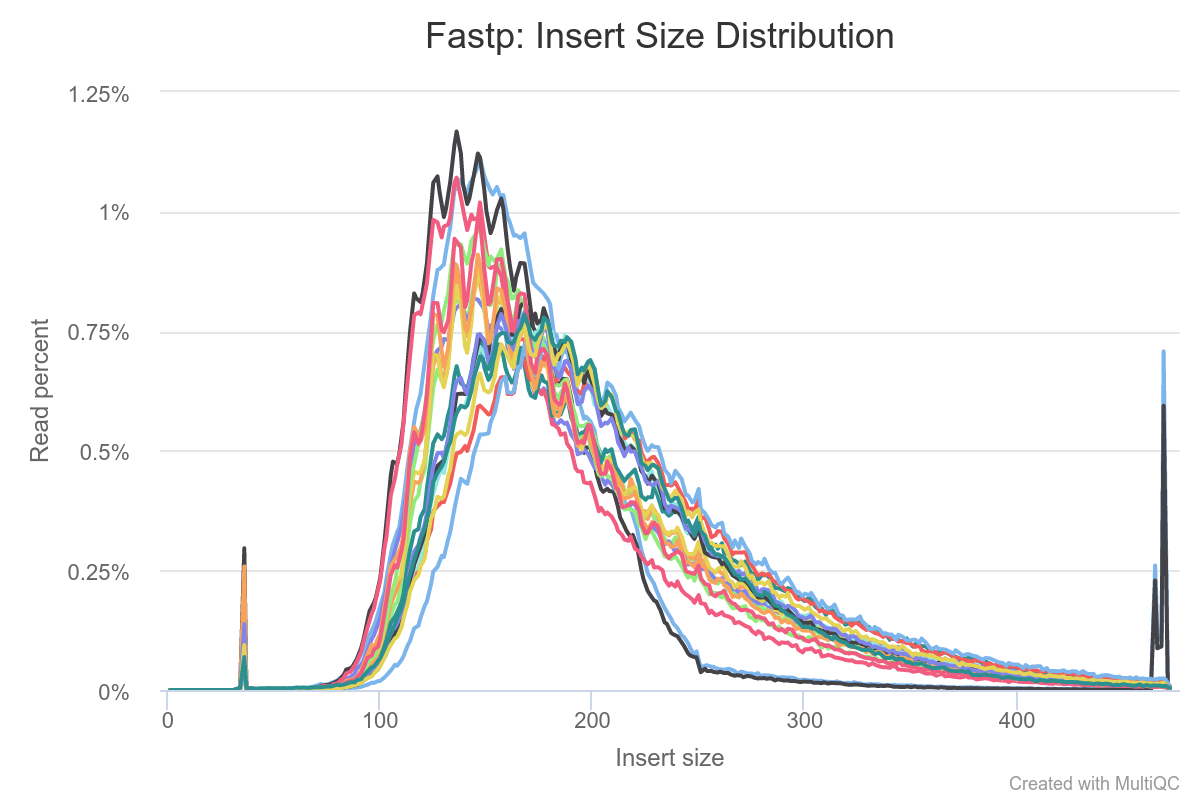 Fastp: Insert Size Distribution
1.25%
1%
0.75%
0.5%
0.25%
0%
Read percent
0 100 200 300 400
Insert size
Created with MultiQC